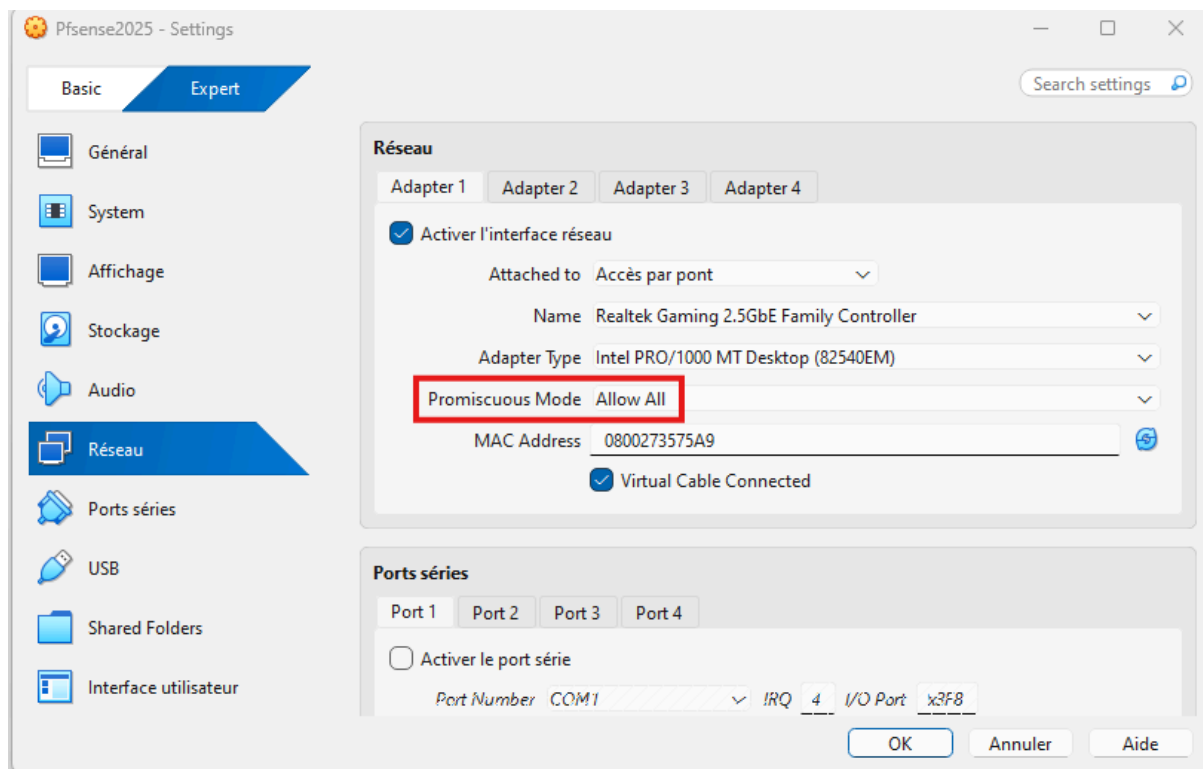 Pfsense2025 - Settings
Basic Expert Search settings
Général
System
Affichage
Stockage
Audio
Réseau
Ports séries
USB
Shared Folders
Interface utilisateur
Réseau
Adapter 1 Adapter 2 Adapter 3 Adapter 4
Activer l'interface réseau
Attached to Accès par pont
Name Realtek Gaming 2.5GbE Family Controller
Adapter Type Intel PRO/1000 MT Desktop (82540EM)
Promiscuous Mode Allow All
MAC Address 0800273575A9
Virtual Cable Connected
Ports séries
Port 1 Port 2 Port 3 Port 4
Activer le port série
Port Number COM1 IRQ 4 I/O Port x3F8
OK Annuler Aide